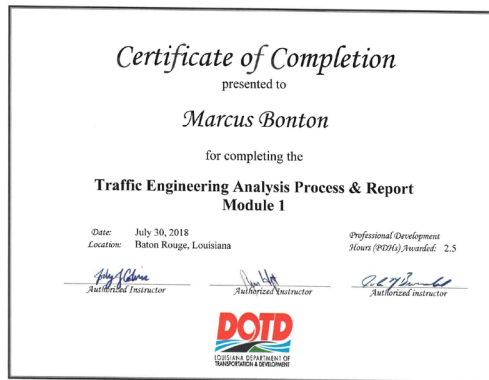 Certificate of Completion
presented to
Marcus Bonton
for completing the
Traffic Engineering Analysis Process & Report
Module 1
Date: July 30, 2018
Location: Baton Rouge, Louisiana
Professional Development
Hours (PDHs) Awarded: 2.5
Authorized Instructor
Authorized Instructor
Authorized instructor
DOTD
LOUISIANA DEPARTMENT OF
TRANSPORTATION & DEVELOPMENT